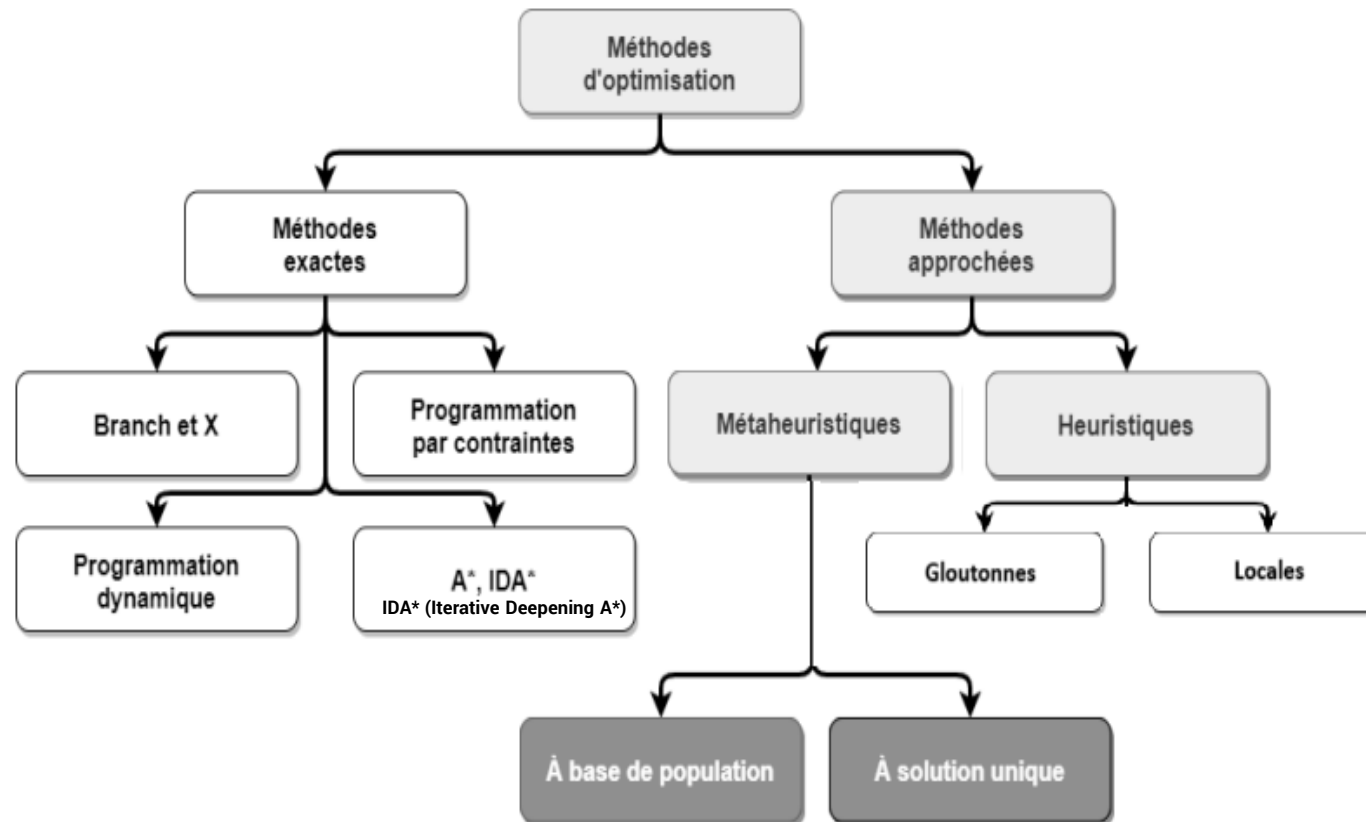 Méthodes
d'optimisation
Méthodes
exactes
Méthodes
approchées
Branch et X
Programmation
par contraintes
Métaheuristiques
Heuristiques
Programmation
dynamique
A*, IDA*
IDA* (Iterative Deepening A*)
Gloutonnes
Locales
À base de population
À solution unique